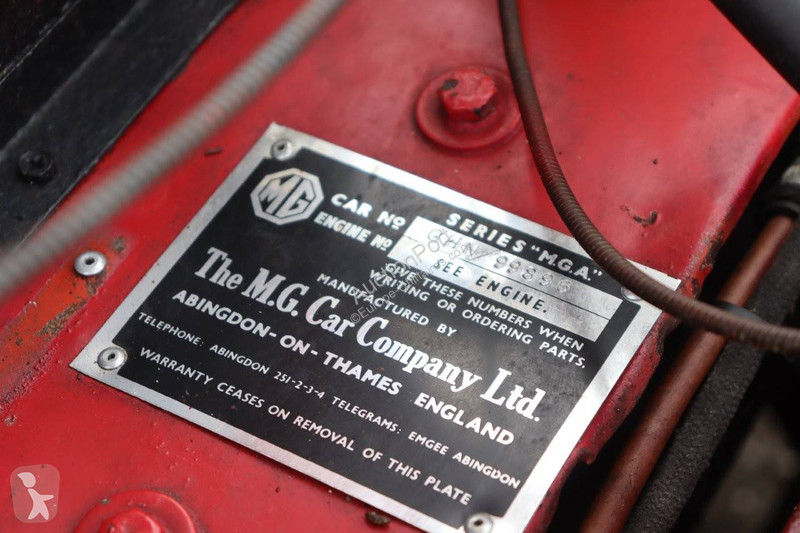 MG
SERIES "M.G.A."
CAR NO GHN/99896
ENGINE NO SEE ENGINE.
GIVE THESE NUMBERS WHEN
WRITING OR ORDERING PARTS.
MANUFACTURED BY
The M.G. Car Company Ltd.
ABINGDON-ON-THAMES ENGLAND
TELEPHONE: ABINGDON 251-2-3-4 TELEGRAMS: EMGEE ABINGDON
WARRANTY CEASES ON REMOVAL OF THIS PLATE